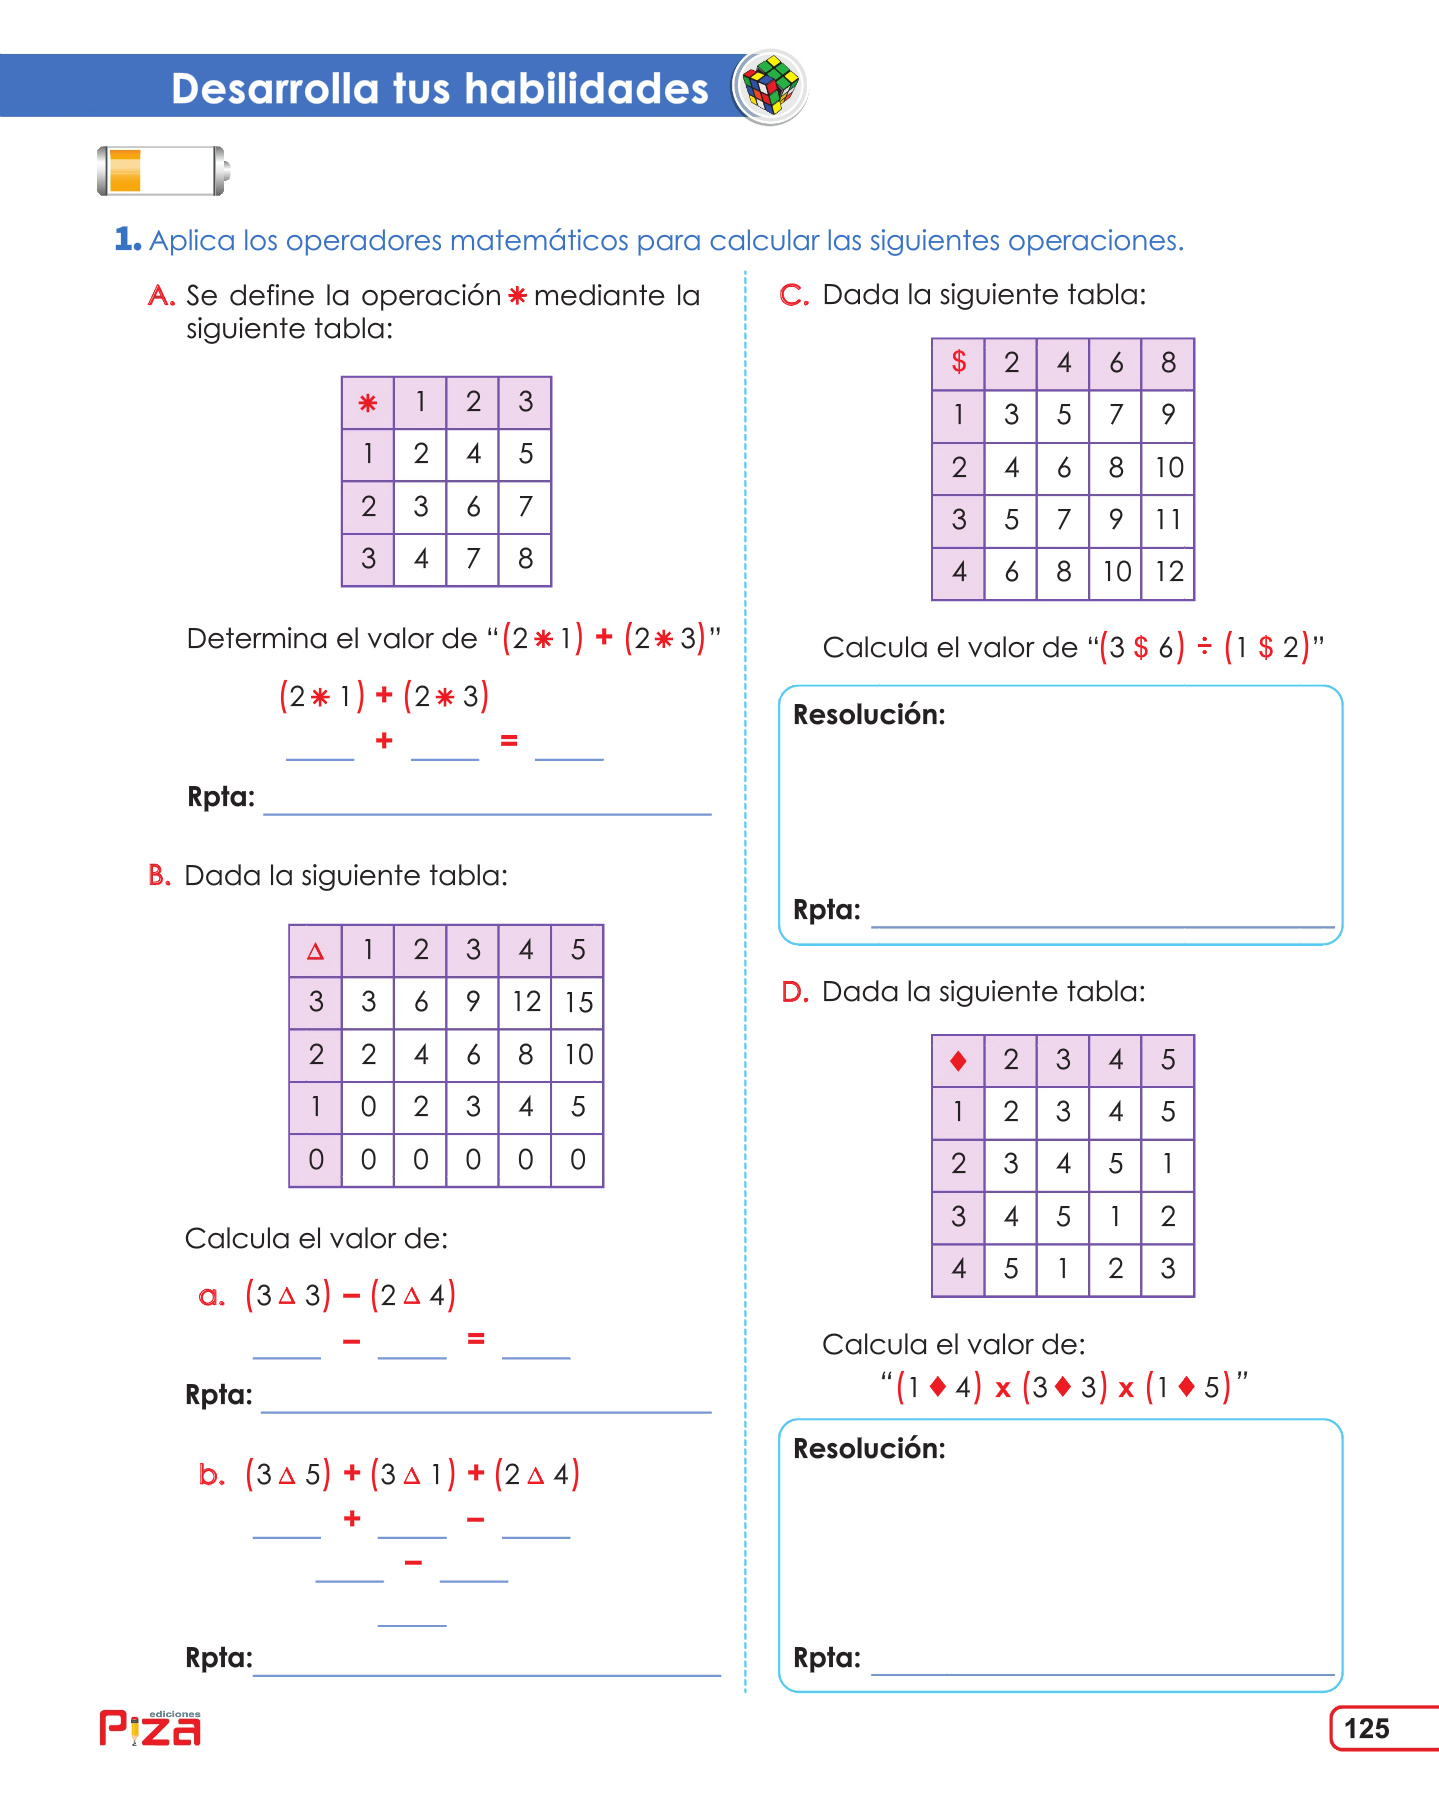 Desarrolla tus habilidades
1. Aplica los operadores matemáticos para calcular las siguientes operaciones.
A. Se define la operación ✱ mediante la
siguiente tabla:
✱ 1 2 3
1 2 4 5
2 3 6 7
3 4 7 8
Determina el valor de “(2 ✱ 1) + (2 ✱ 3)”
(2 ✱ 1) + (2 ✱ 3)
____ + ____ = ____
Rpta: ____
B. Dada la siguiente tabla:
Δ 1 2 3 4 5
3 3 6 9 12 15
2 2 4 6 8 10
1 0 2 3 4 5
0 0 0 0 0 0
Calcula el valor de:
a. (3 Δ 3) – (2 Δ 4)
____ – ____ = ____
Rpta: ____
b. (3 Δ 5) + (3 Δ 1) + (2 Δ 4)
____ + ____ – ____
____ – ____
____
Rpta: ____
C. Dada la siguiente tabla:
$ 2 4 6 8
1 3 5 7 9
2 4 6 8 10
3 5 7 9 11
4 6 8 10 12
Calcula el valor de “(3 $ 6) ÷ (1 $ 2)”
Resolución:
Rpta: ____
D. Dada la siguiente tabla:
♦ 2 3 4 5
1 2 3 4 5
2 3 4 5 1
3 4 5 1 2
4 5 1 2 3
Calcula el valor de:
“(1 ♦ 4) x (3 ♦ 3) x (1 ♦ 5)”
Resolución:
Rpta: ____
ediciones
Piza
125